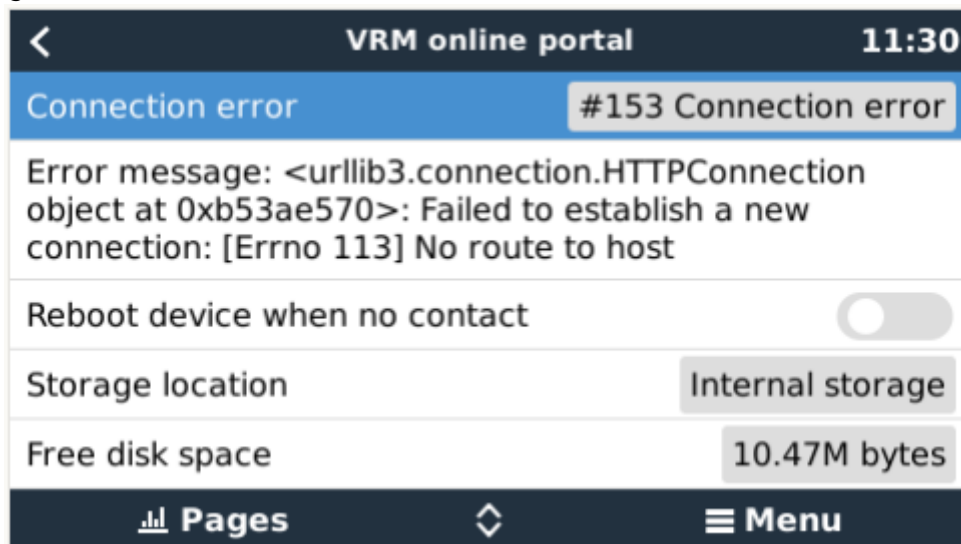 VRM online portal 11:30
Connection error #153 Connection error
Error message: <urllib3.connection.HTTPConnection
object at 0xb53ae570>: Failed to establish a new
connection: [Errno 113] No route to host
Reboot device when no contact
Storage location Internal storage
Free disk space 10.47M bytes
Pages Menu